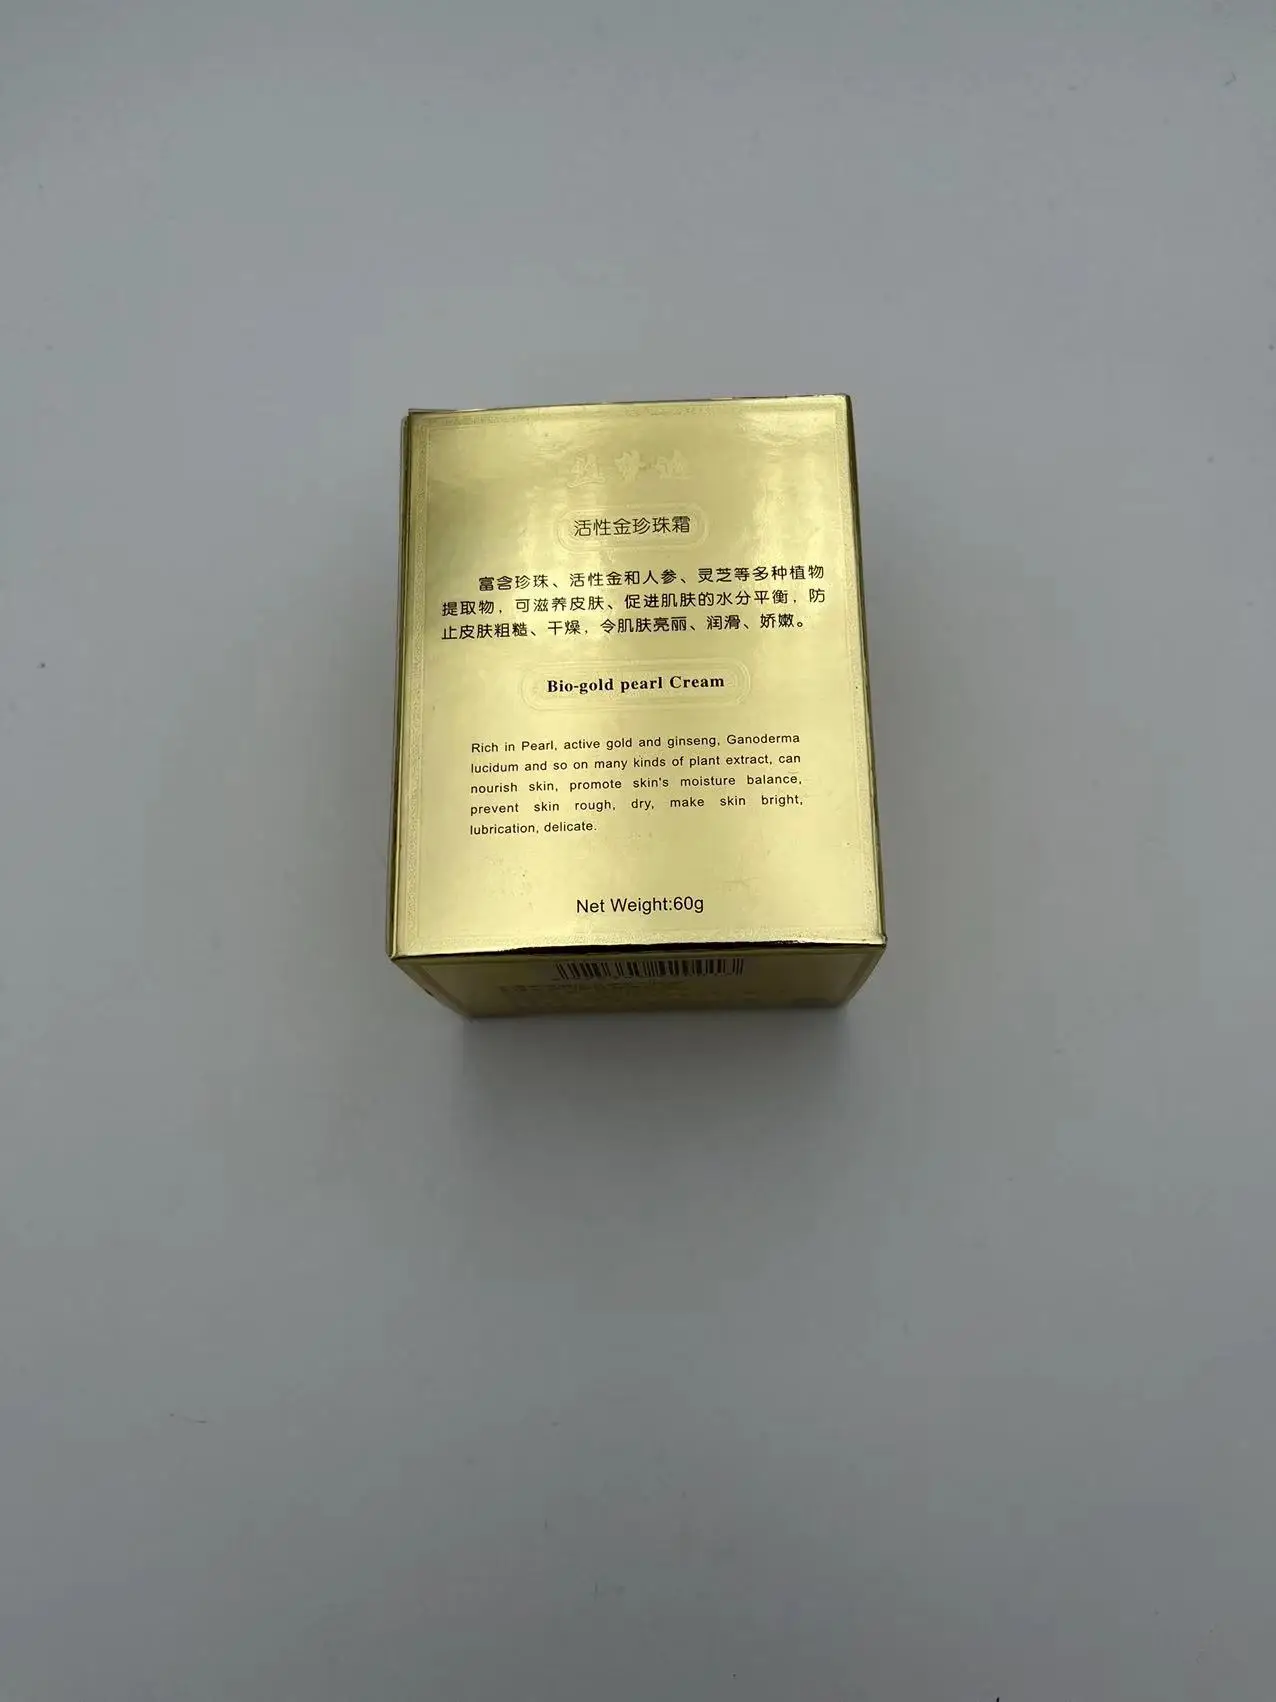 活性金珍珠霜
富含珍珠、活性金和人参、灵芝等多种植物
提取物，可滋养皮肤、促进肌肤的水分平衡，防
止皮肤粗糙、干燥，令肌肤亮丽、润滑、娇嫩。
Bio-gold pearl Cream
Rich in Pearl, active gold and ginseng, Ganoderma
lucidum and so on many kinds of plant extract, can
nourish skin, promote skin's moisture balance,
prevent skin rough, dry, make skin bright,
lubrication, delicate.
Net Weight:60g